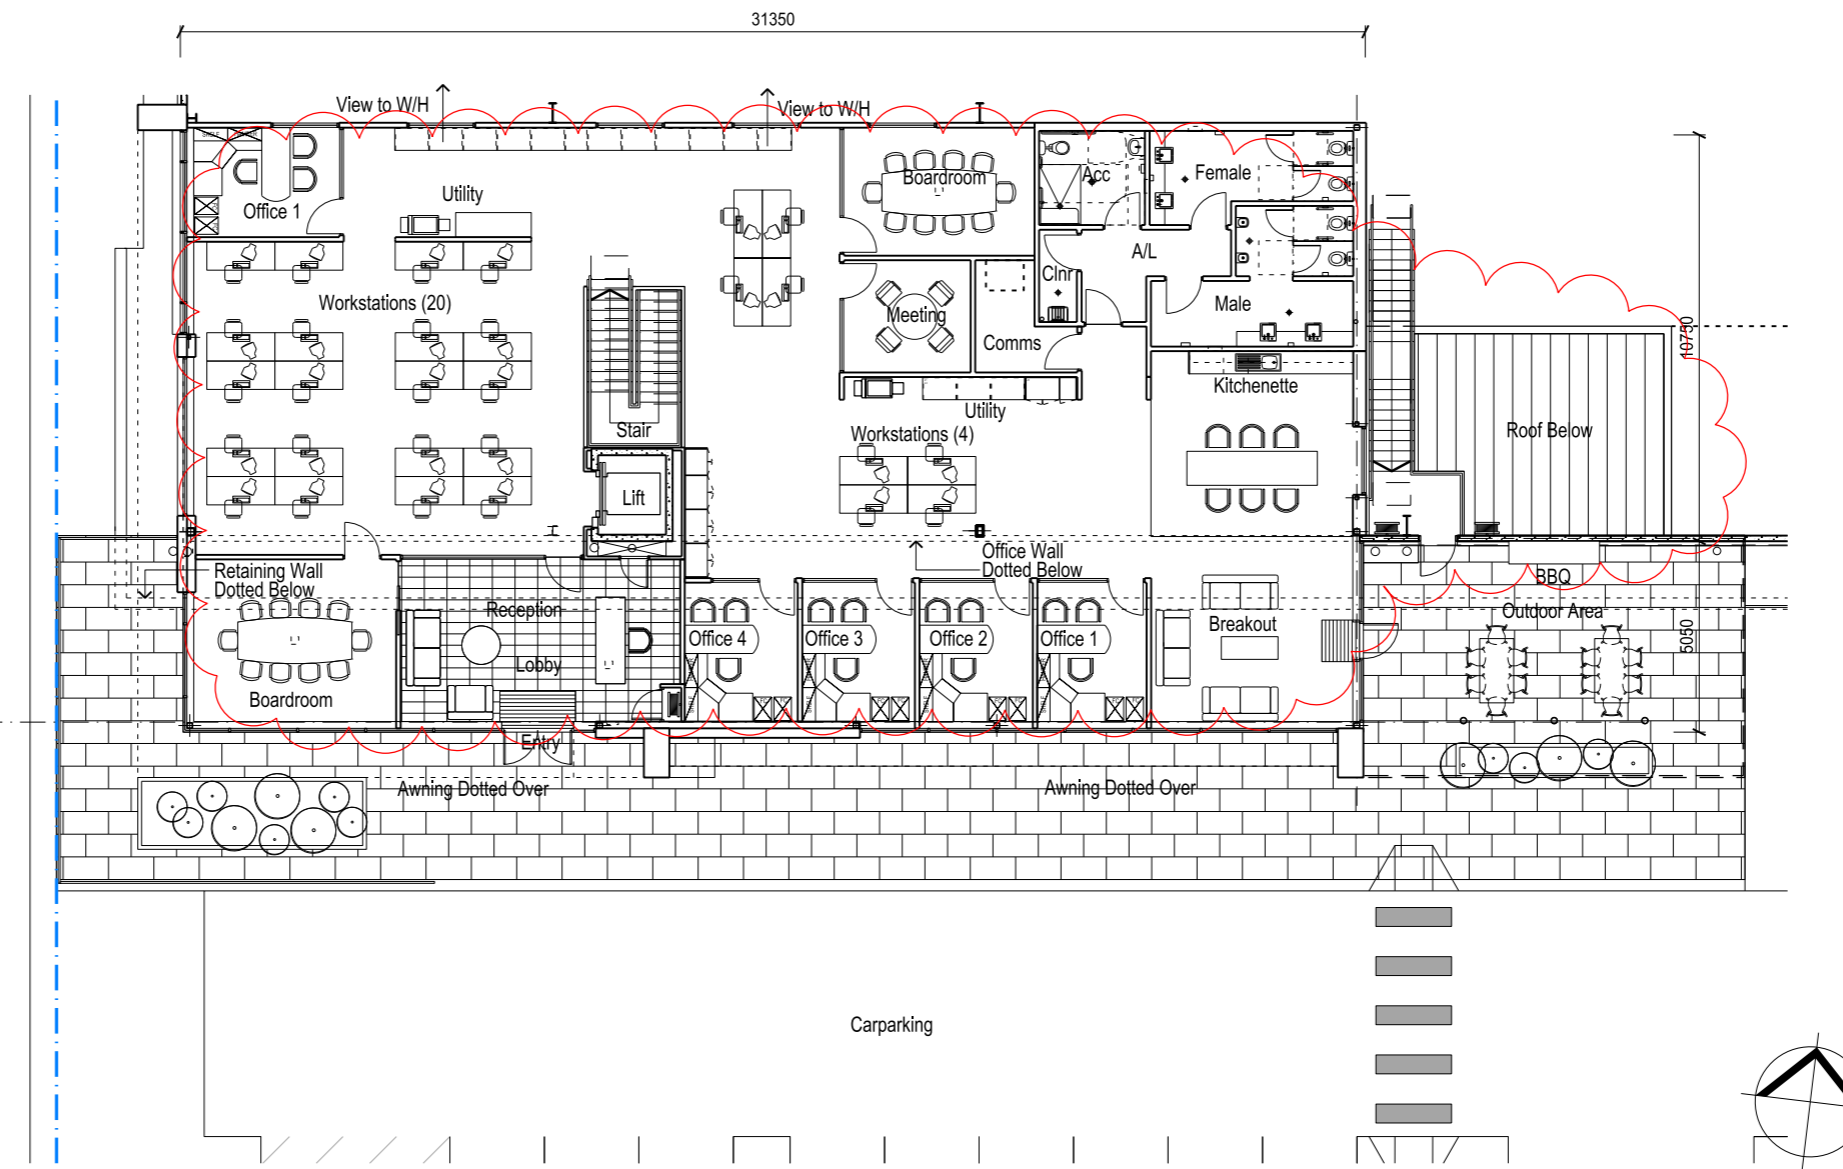 31350
View to W/H
View to W/H
Office 1
Utility
Boardroom
Acc
Female
A/L
Clnr
Workstations (20)
Meeting
Male
Comms
10750
Kitchenette
Utility
Stair
Workstations (4)
Roof Below
Lift
Office Wall
Dotted Below
Retaining Wall
Dotted Below
BBQ
Reception
Outdoor Area
Office 4
Office 3
Office 2
Office 1
Breakout
5050
Lobby
Boardroom
Entry
Awning Dotted Over
Awning Dotted Over
Carparking